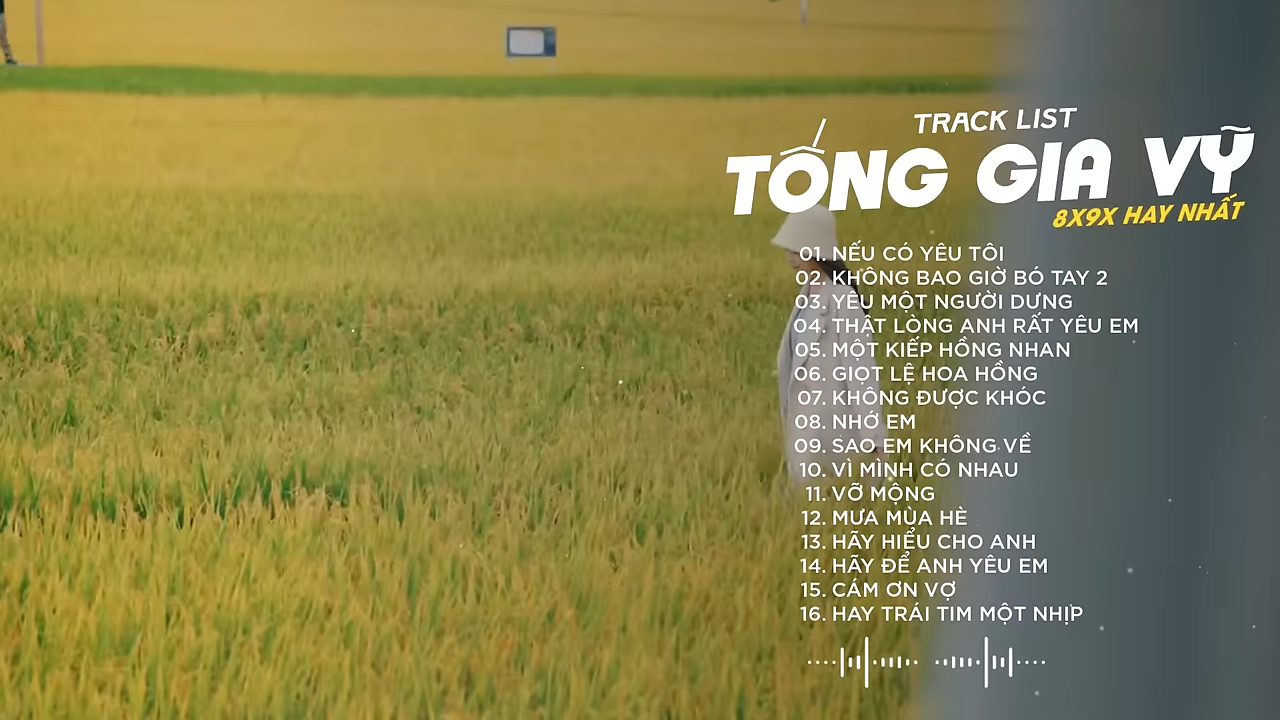 TRACK LIST
TỐNG GIA VỸ
8X9X HAY NHẤT
01. NẾU CÓ YÊU TÔI
02. KHÔNG BAO GIỜ BÓ TAY 2
03. YÊU MỘT NGƯỜI DƯNG
04. THẬT LÒNG ANH RẤT YÊU EM
05. MỘT KIẾP HỒNG NHAN
06. GIỌT LỆ HOA HỒNG
07. KHÔNG ĐƯỢC KHÓC
08. NHỚ EM
09. SAO EM KHÔNG VỀ
10. VÌ MÌNH CÓ NHAU
11. VỠ MỘNG
12. MƯA MÙA HÈ
13. HÃY HIỂU CHO ANH
14. HÃY ĐỂ ANH YÊU EM
15. CÁM ƠN VỢ
16. HAY TRÁI TIM MỘT NHỊP